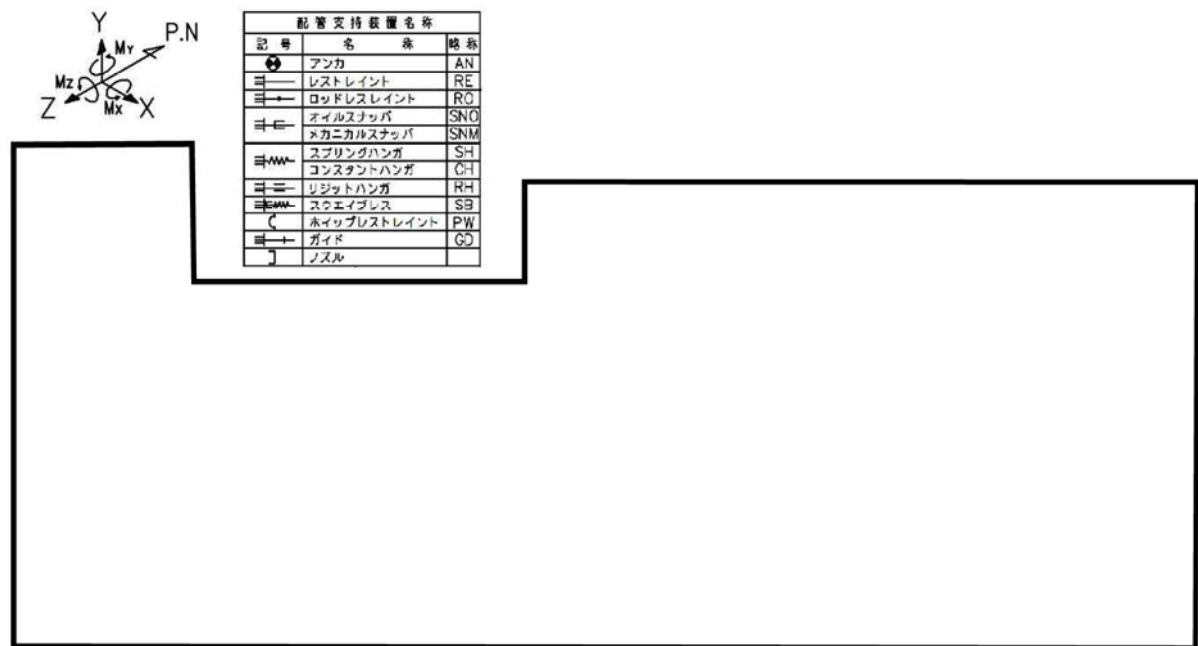 Y
P.N
MY
MZ
Z
MX
X
配管支持装置名称
記号 名称 略称
アンカ AN
レストレイント RE
ロッドレスレイント RO
オイルスナッバ SNO
メカニカルスナッバ SNM
スプリングハンガ SH
コンスタントハンガ CH
リジットハンガ RH
スウェイブレス SB
ホイップレストレイント PW
ガイド GD
ノズル